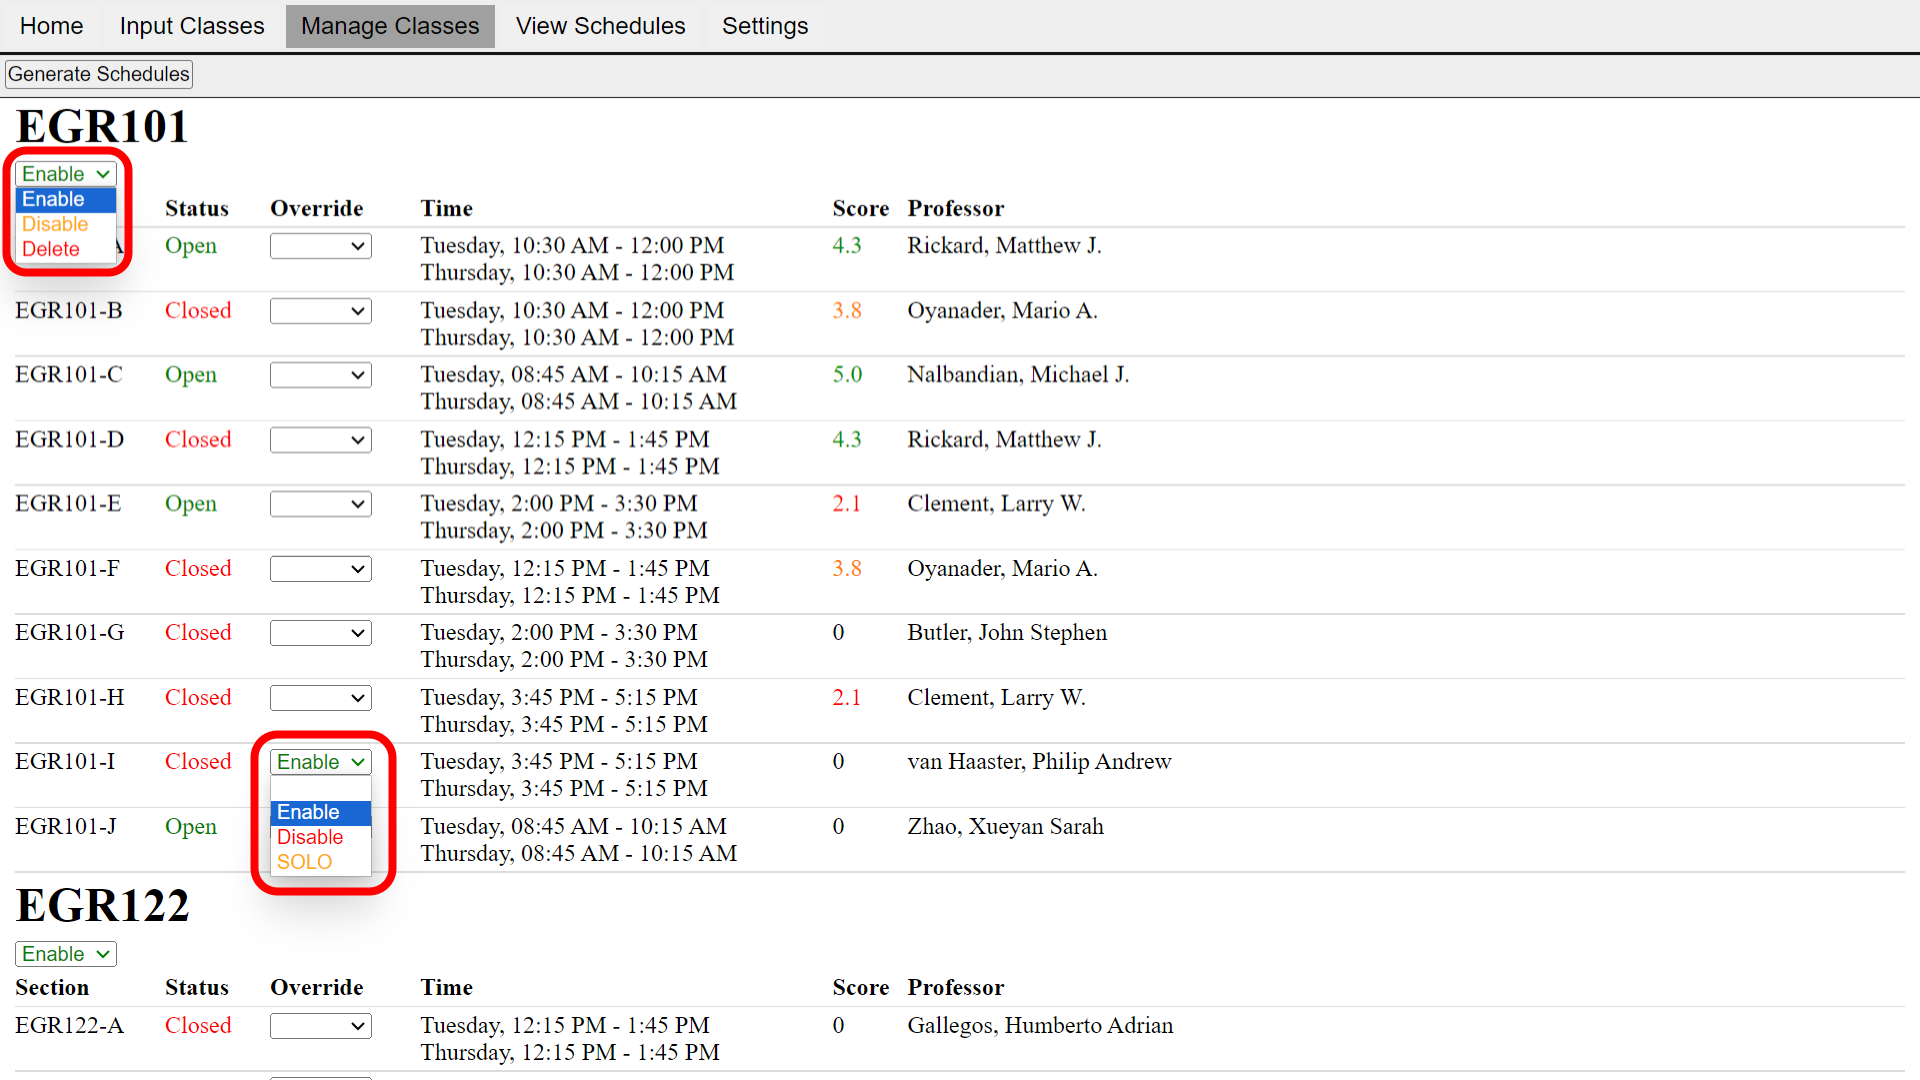 Home Input Classes Manage Classes View Schedules Settings
Generate Schedules
EGR101
Enable
Enable
Disable
Delete
Status Override Time Score Professor
A Open Tuesday, 10:30 AM - 12:00 PM 4.3 Rickard, Matthew J.
Thursday, 10:30 AM - 12:00 PM
EGR101-B Closed Tuesday, 10:30 AM - 12:00 PM 3.8 Oyanader, Mario A.
Thursday, 10:30 AM - 12:00 PM
EGR101-C Open Tuesday, 08:45 AM - 10:15 AM 5.0 Nalbandian, Michael J.
Thursday, 08:45 AM - 10:15 AM
EGR101-D Closed Tuesday, 12:15 PM - 1:45 PM 4.3 Rickard, Matthew J.
Thursday, 12:15 PM - 1:45 PM
EGR101-E Open Tuesday, 2:00 PM - 3:30 PM 2.1 Clement, Larry W.
Thursday, 2:00 PM - 3:30 PM
EGR101-F Closed Tuesday, 12:15 PM - 1:45 PM 3.8 Oyanader, Mario A.
Thursday, 12:15 PM - 1:45 PM
EGR101-G Closed Tuesday, 2:00 PM - 3:30 PM 0 Butler, John Stephen
Thursday, 2:00 PM - 3:30 PM
EGR101-H Closed Tuesday, 3:45 PM - 5:15 PM 2.1 Clement, Larry W.
Thursday, 3:45 PM - 5:15 PM
EGR101-I Closed Enable Tuesday, 3:45 PM - 5:15 PM 0 van Haaster, Philip Andrew
Thursday, 3:45 PM - 5:15 PM
Enable
Disable
SOLO
EGR101-J Open Tuesday, 08:45 AM - 10:15 AM 0 Zhao, Xueyan Sarah
Thursday, 08:45 AM - 10:15 AM
EGR122
Enable
Section Status Override Time Score Professor
EGR122-A Closed Tuesday, 12:15 PM - 1:45 PM 0 Gallegos, Humberto Adrian
Thursday, 12:15 PM - 1:45 PM